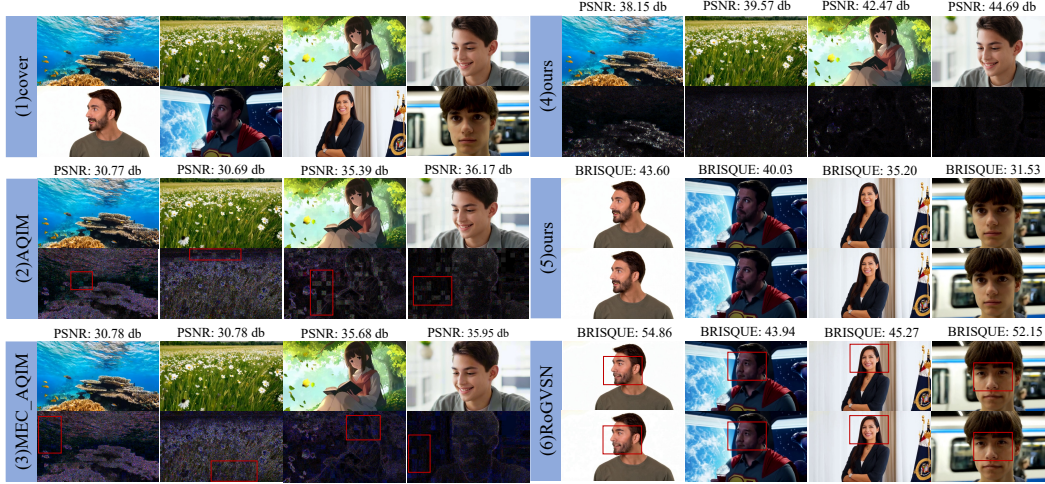 PSNR: 38.15 db PSNR: 39.57 db PSNR: 42.47 db PSNR: 44.69 db
(1)cover
(4)ours
PSNR: 30.77 db PSNR: 30.69 db PSNR: 35.39 db PSNR: 36.17 db
BRISQUE: 43.60 BRISQUE: 40.03 BRISQUE: 35.20 BRISQUE: 31.53
(2)AQIM
(5)ours
PSNR: 30.78 db PSNR: 30.78 db PSNR: 35.68 db PSNR: 35.95 db
BRISQUE: 54.86 BRISQUE: 43.94 BRISQUE: 45.27 BRISQUE: 52.15
(3)MEC_AQIM
(6)RoGVSN